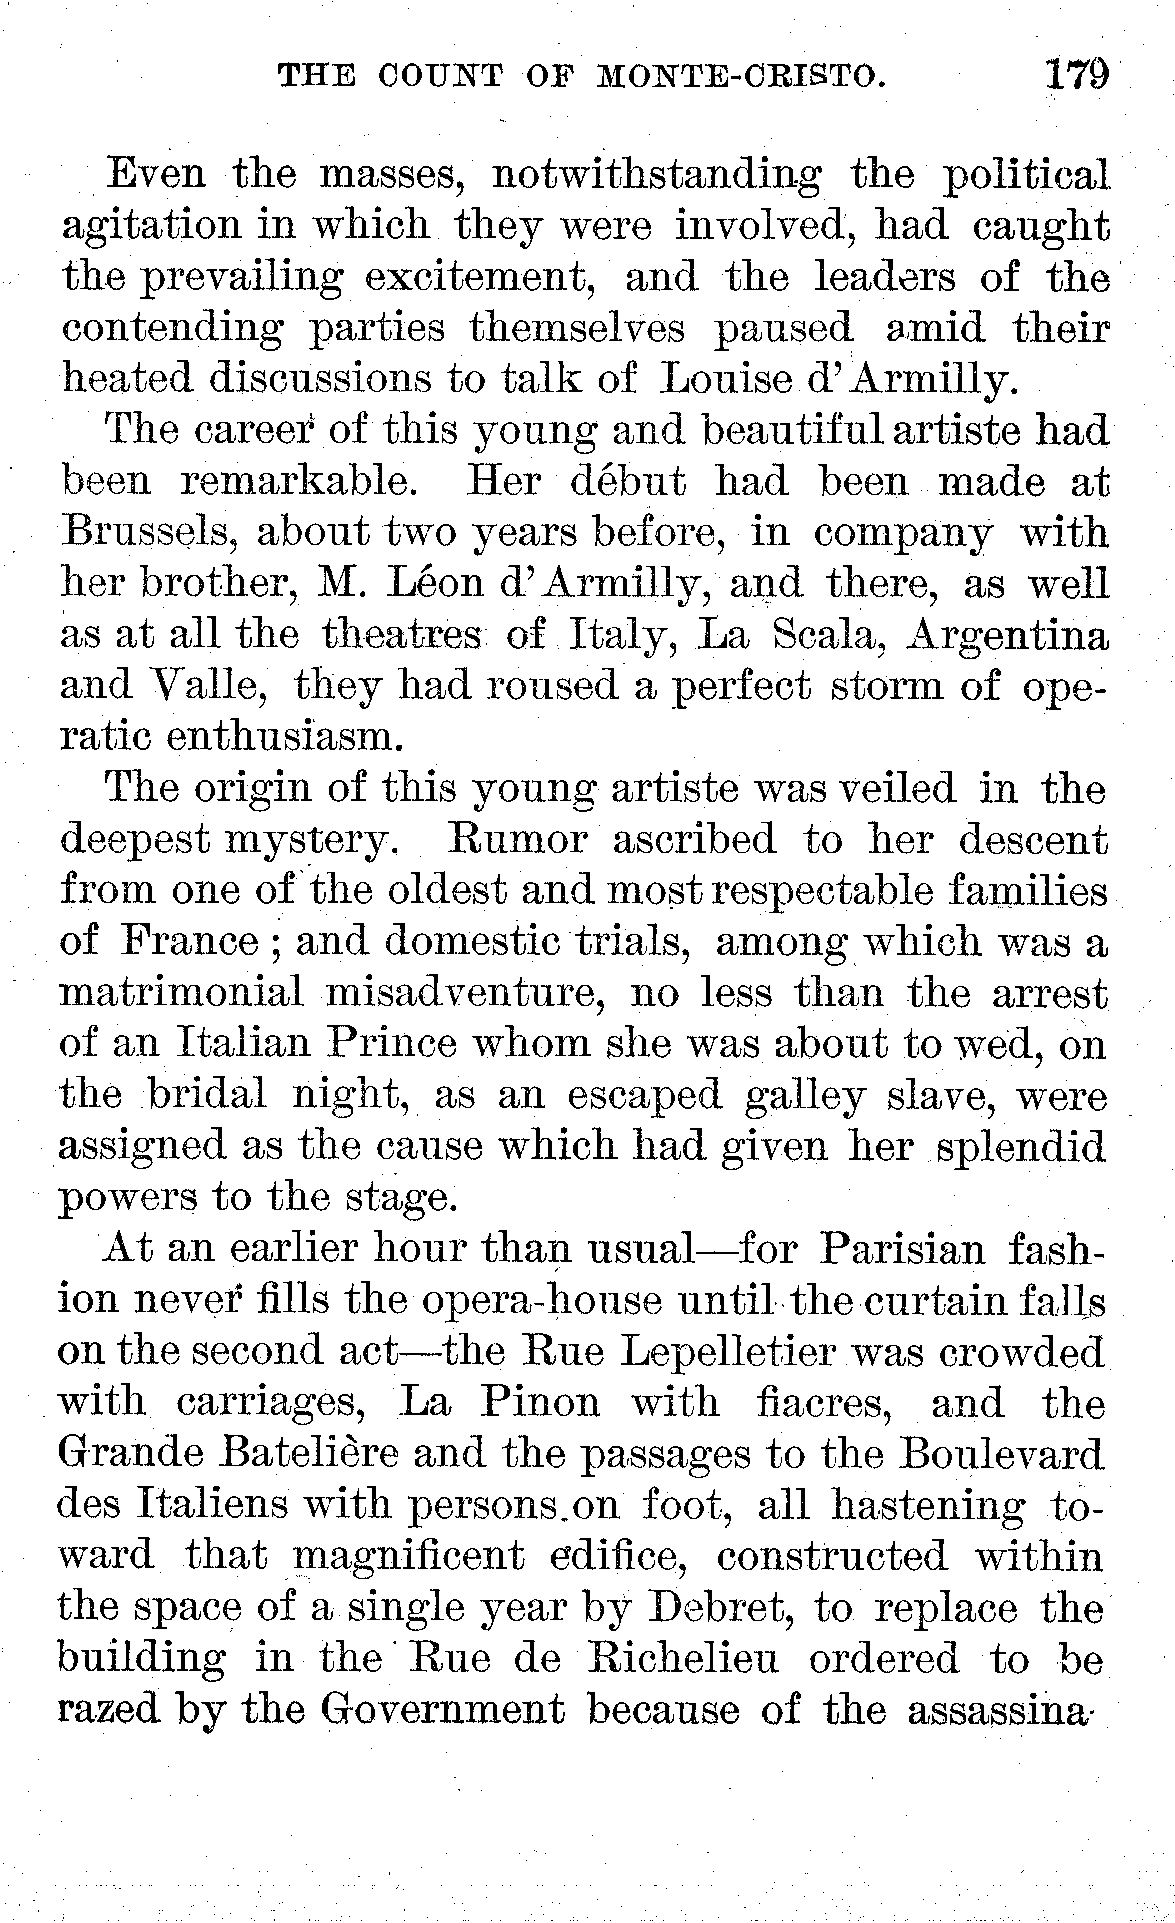 THE COUNT OF MONTE-CRISTO. 179
Even the masses, notwithstanding the political
agitation in which they were involved, had caught
the prevailing excitement, and the leaders of the
contending parties themselves paused amid their
heated discussions to talk of Louise d'Armilly.
The career of this young and beautiful artiste had
been remarkable. Her début had been made at
Brussels, about two years before, in company with
her brother, M. Léon d'Armilly, and there, as well
as at all the theatres of Italy, La Scala, Argentina
and Valle, they had roused a perfect storm of ope-
ratic enthusiasm.
The origin of this young artiste was veiled in the
deepest mystery. Rumor ascribed to her descent
from one of the oldest and most respectable families
of France; and domestic trials, among which was a
matrimonial misadventure, no less than the arrest
of an Italian Prince whom she was about to wed, on
the bridal night, as an escaped galley slave, were
assigned as the cause which had given her splendid
powers to the stage.
At an earlier hour than usual—for Parisian fash-
ion never fills the opera-house until the curtain falls
on the second act—the Rue Lepelletier was crowded
with carriages, La Pinon with fiacres, and the
Grande Batelière and the passages to the Boulevard
des Italiens with persons on foot, all hastening to-
ward that magnificent edifice, constructed within
the space of a single year by Debret, to replace the
building in the Rue de Richelieu ordered to be
razed by the Government because of the assassina-